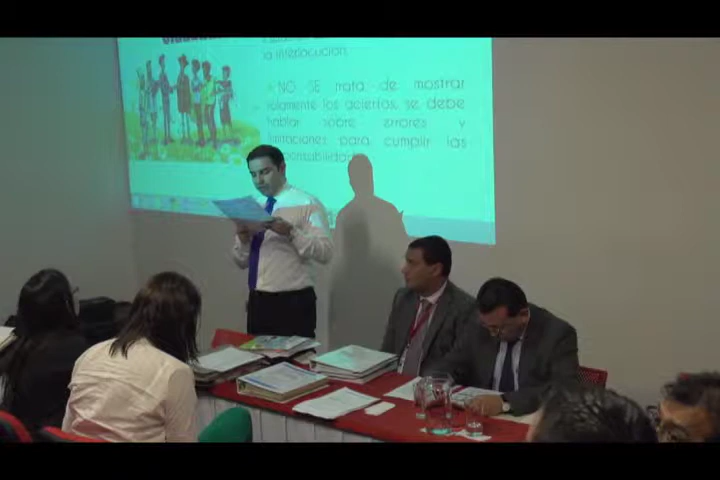 la interlocución.
NO SE trata de mostrar
solamente los aciertos, se debe
hablar sobre errores y
limitaciones para cumplir las